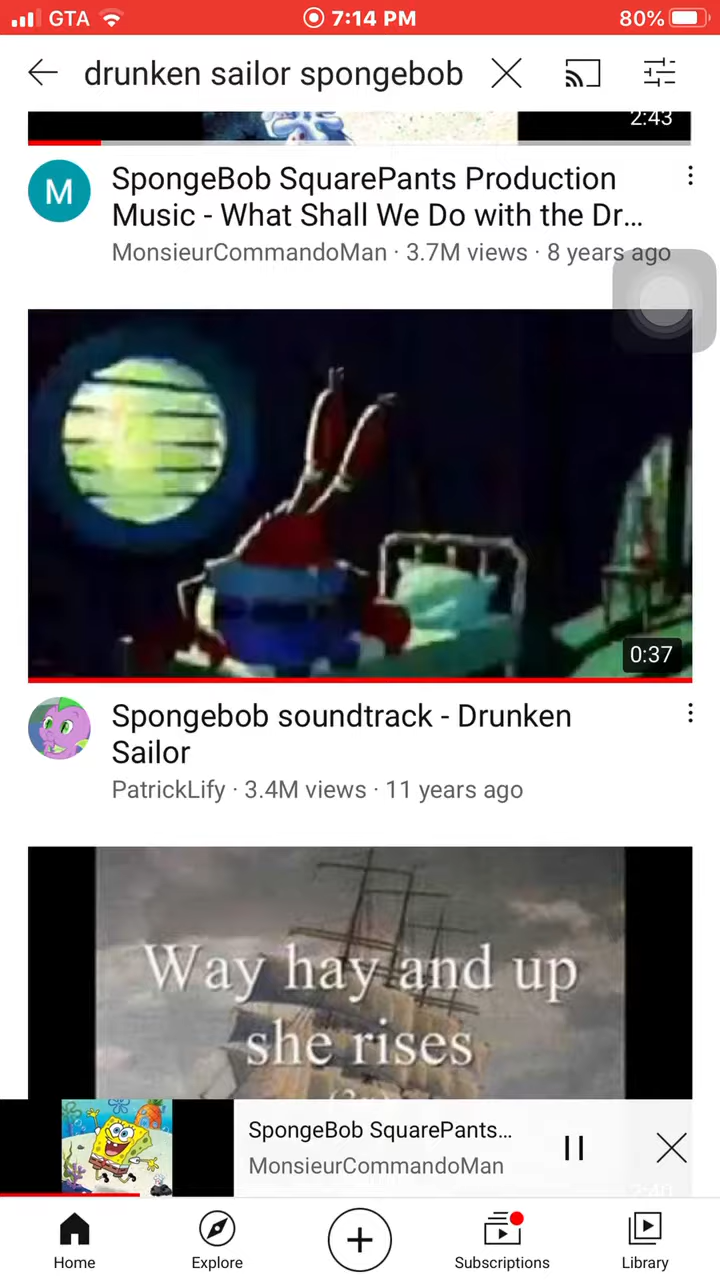 GTA
7:14 PM
80%
drunken sailor spongebob
2:43
M
SpongeBob SquarePants Production
Music - What Shall We Do with the Dr...
MonsieurCommandoMan · 3.7M views · 8 years ago
0:37
Spongebob soundtrack - Drunken
Sailor
PatrickLify · 3.4M views · 11 years ago
Way hay and up
she rises
SpongeBob SquarePants...
MonsieurCommandoMan
2:40
Home
Explore
Subscriptions
Library